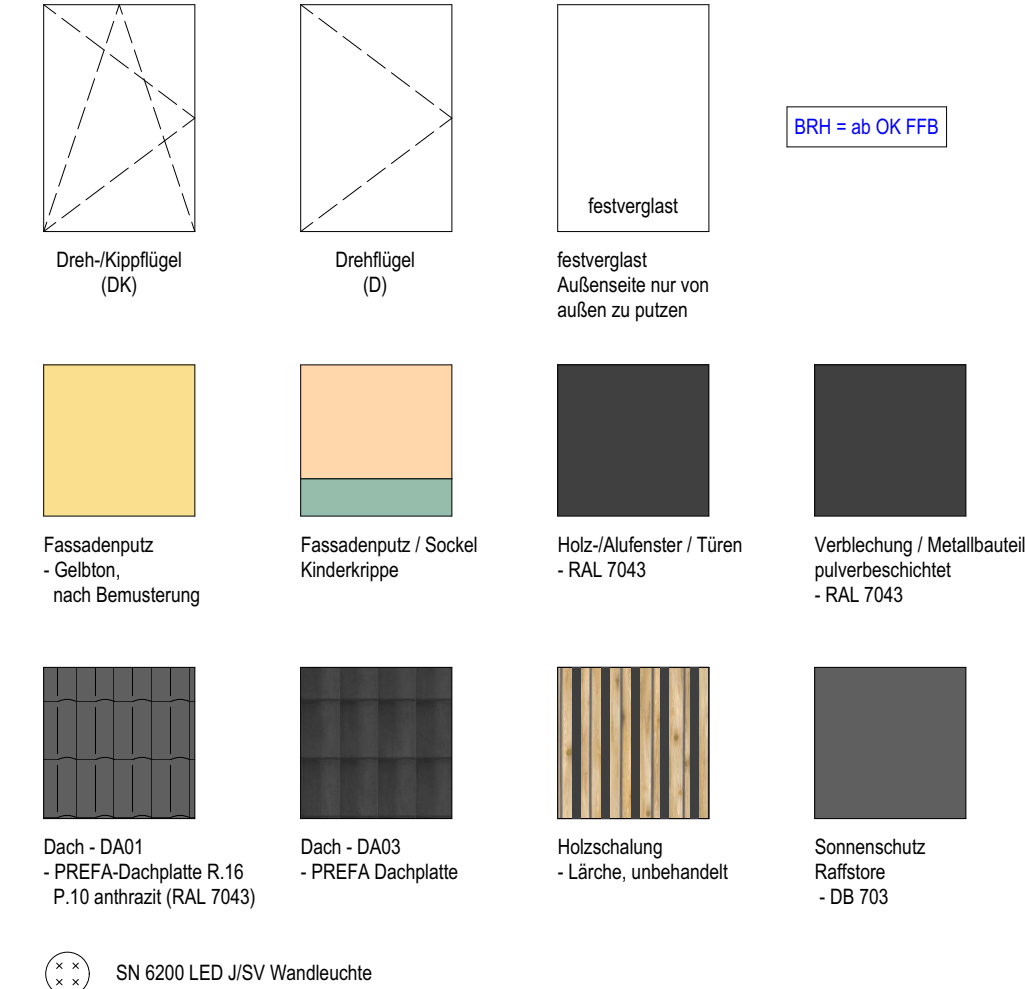 BRH = ab OK FFB
festverglast
Dreh-/Kippflügel
(DK)
Drehflügel
(D)
festverglast
Außenseite nur von
außen zu putzen
Fassadenputz
- Gelbton,
nach Bemusterung
Fassadenputz / Sockel
Kinderkrippe
Holz-/Alufenster / Türen
- RAL 7043
Verblechung / Metallbauteil
pulverbeschichtet
- RAL 7043
Dach - DA01
- PREFA-Dachplatte R.16
P.10 anthrazit (RAL 7043)
Dach - DA03
- PREFA Dachplatte
Holzschalung
- Lärche, unbehandelt
Sonnenschutz
Raffstore
- DB 703
SN 6200 LED J/SV Wandleuchte